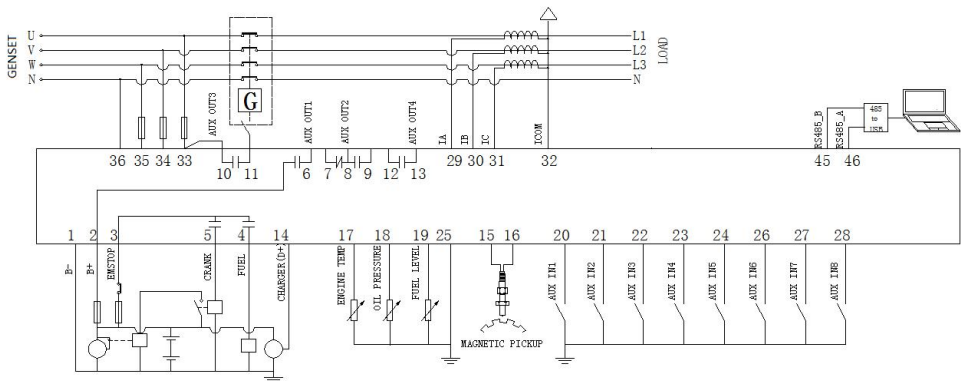 GENSET
U
V
W
N
L1
L2
L3
N
LOAD
G
AUX OUT3
AUX OUT1
AUX OUT2
AUX OUT4
IA
IB
IC
ICOM
RS485_B
RS485_A
485
to
USB
36 35 34 33 10 11 6 7 8 9 12 13 29 30 31 32 45 46
1 2 3 5 4 14 17 18 19 25 15 16 20 21 22 23 24 26 27 28
B-
B+
EMSTOP
CRANK
FUEL
CHARGER(D+)
ENGINE TEMP
OIL PRESSURE
FUEL LEVEL
MAGNETIC PICKUP
AUX IN1
AUX IN2
AUX IN3
AUX IN4
AUX IN5
AUX IN6
AUX IN7
AUX IN8